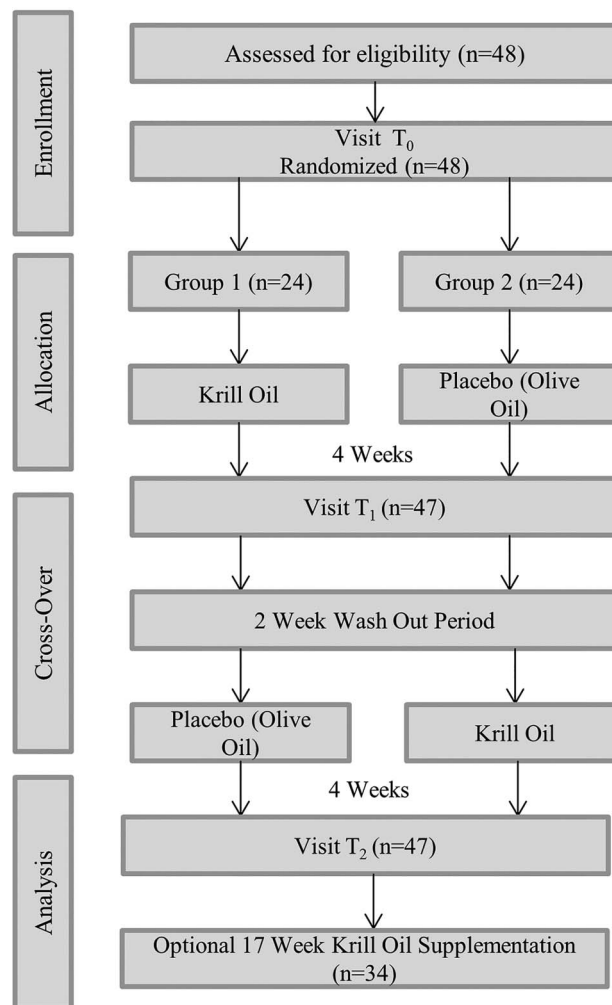 Enrollment
Assessed for eligibility (n=48)
Visit T0
Randomized (n=48)
Allocation
Group 1 (n=24)
Group 2 (n=24)
Krill Oil
Placebo (Olive
Oil)
4 Weeks
Cross-Over
Visit T1 (n=47)
2 Week Wash Out Period
Placebo (Olive
Oil)
Krill Oil
4 Weeks
Analysis
Visit T2 (n=47)
Optional 17 Week Krill Oil Supplementation
(n=34)